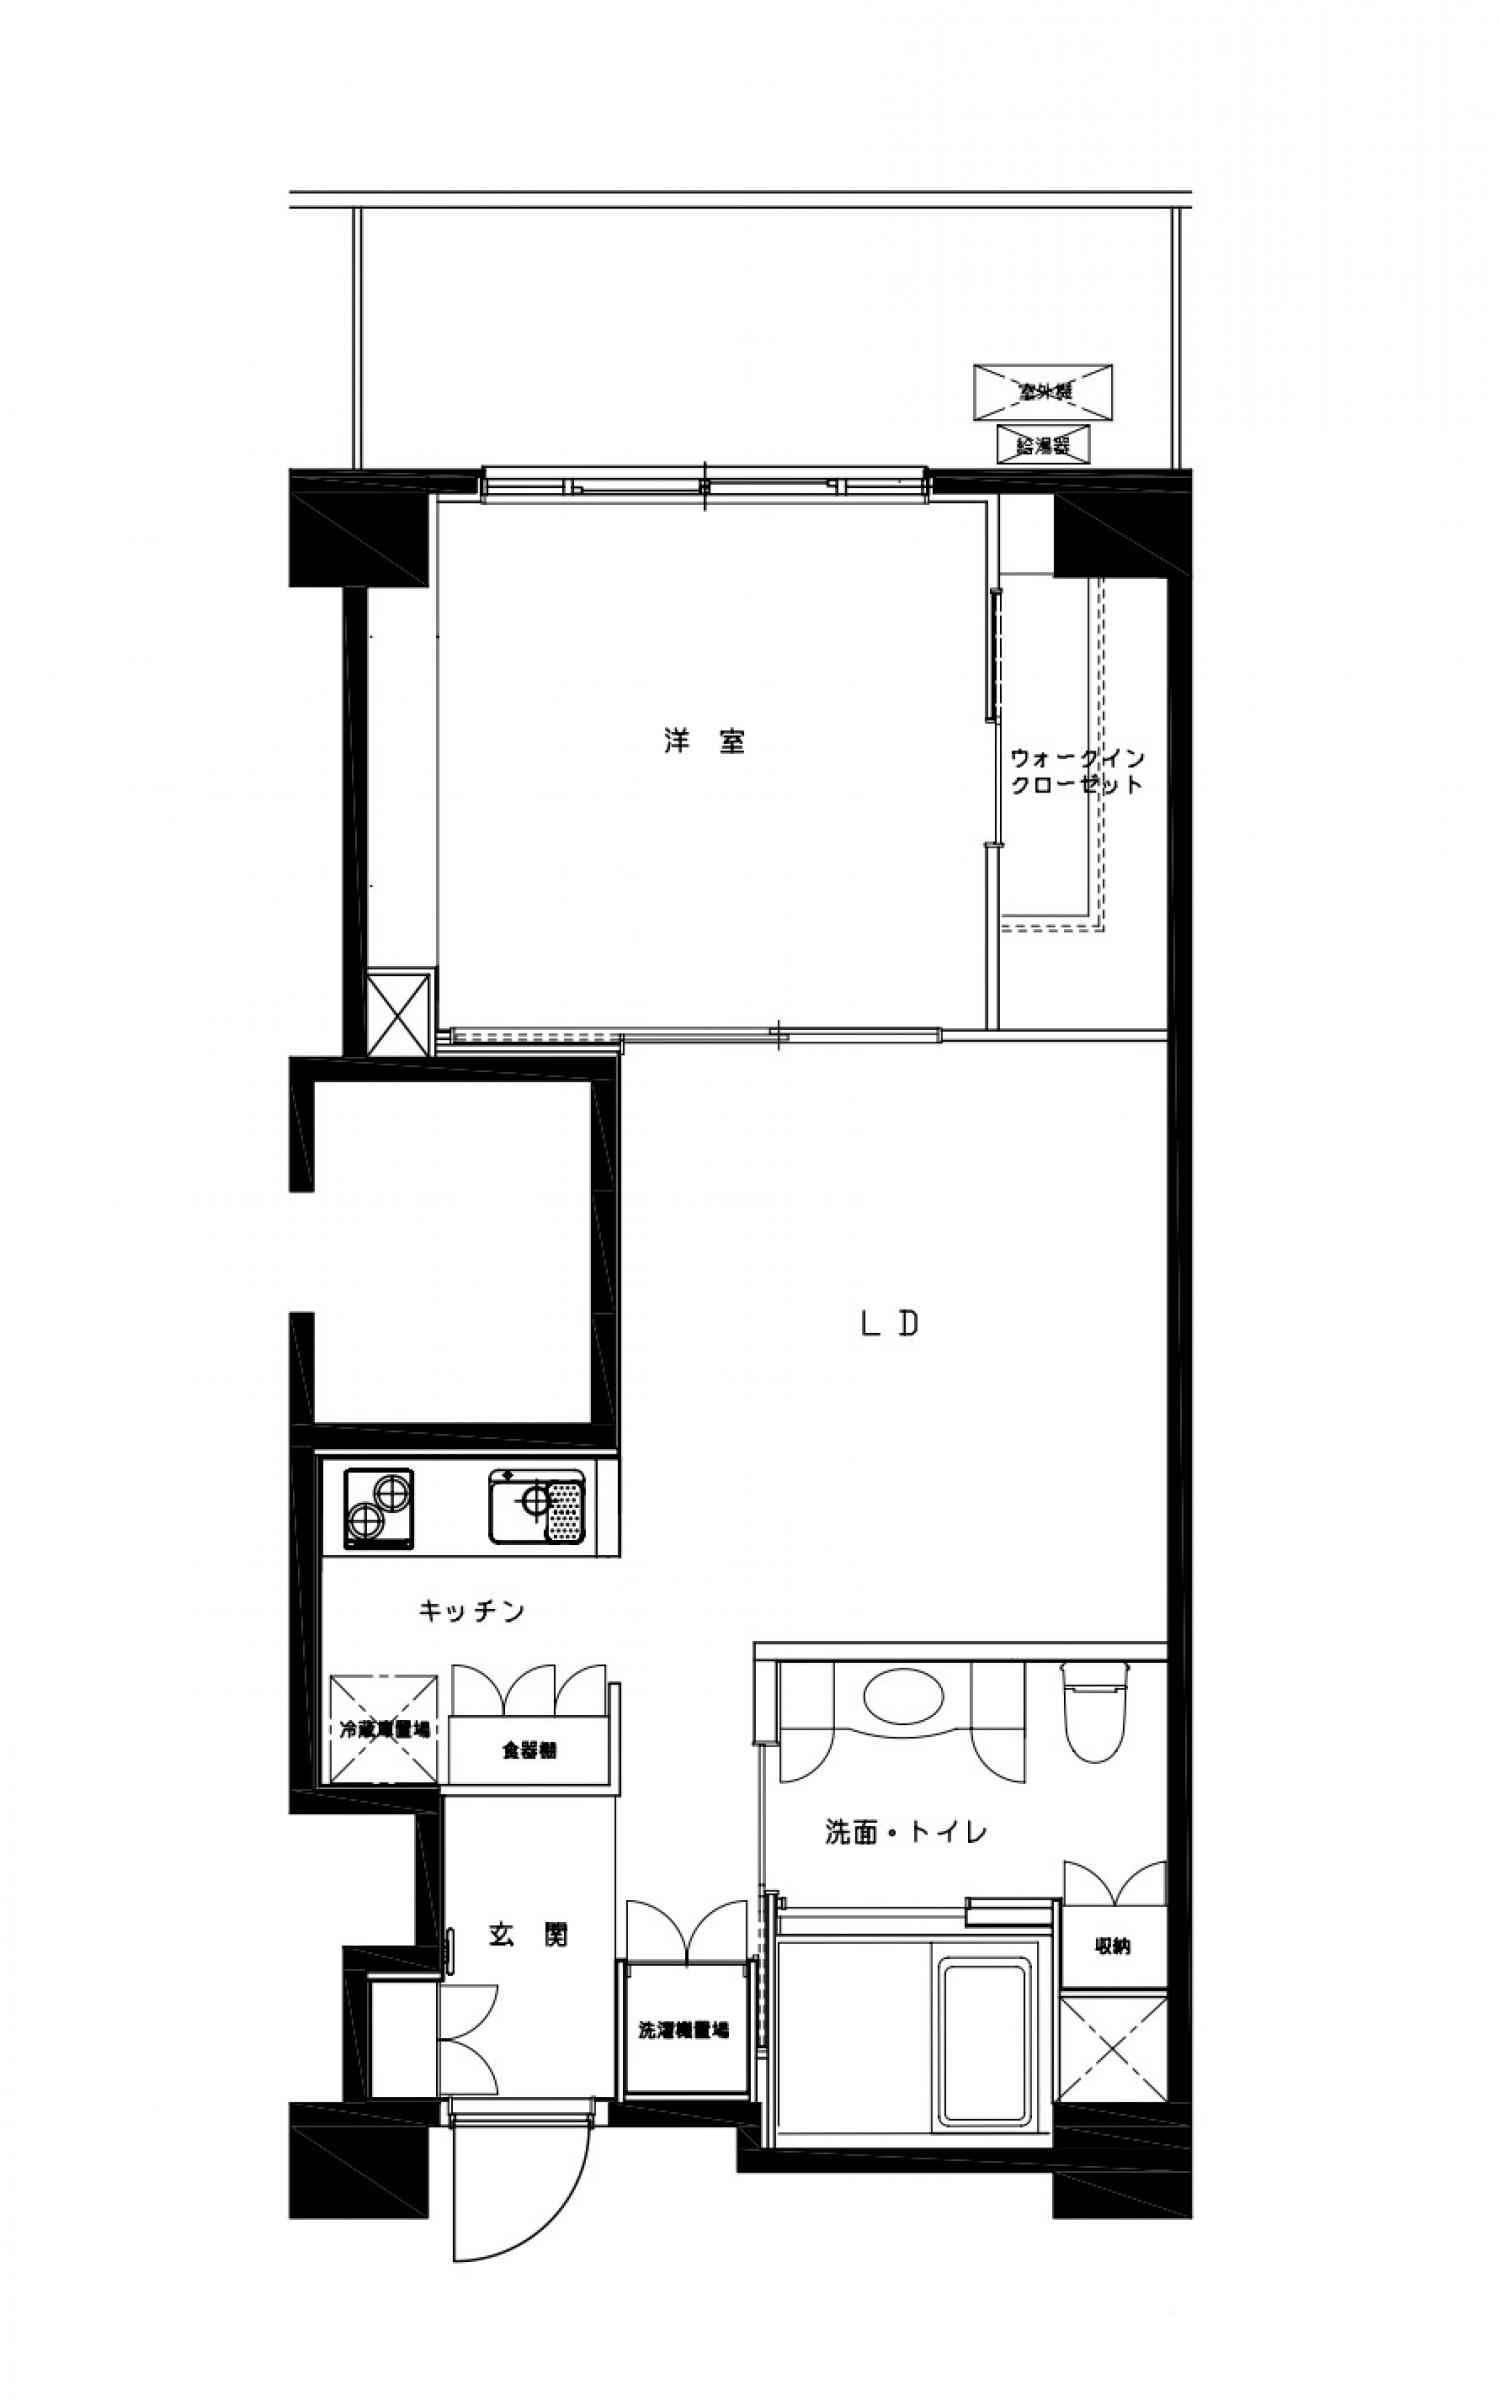 室外機
給湯器
洋 室
ウォークイン
クローゼット
LD
キッチン
冷蔵庫置場
食器棚
洗面・トイレ
玄 関
収納
洗濯機置場